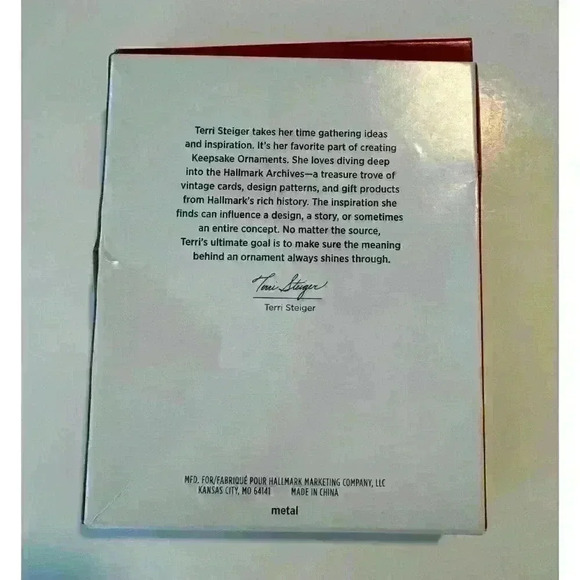 Terri Steiger takes her time gathering ideas
and inspiration. It's her favorite part of creating
Keepsake Ornaments. She loves diving deep
into the Hallmark Archives—a treasure trove of
vintage cards, design patterns, and gift products
from Hallmark's rich history. The inspiration she
finds can influence a design, a story, or sometimes
an entire concept. No matter the source,
Terri's ultimate goal is to make sure the meaning
behind an ornament always shines through.
Terri Steiger
Terri Steiger
MFD. FOR/FABRIQUÉ POUR HALLMARK MARKETING COMPANY, LLC
KANSAS CITY, MO 64141 MADE IN CHINA
metal